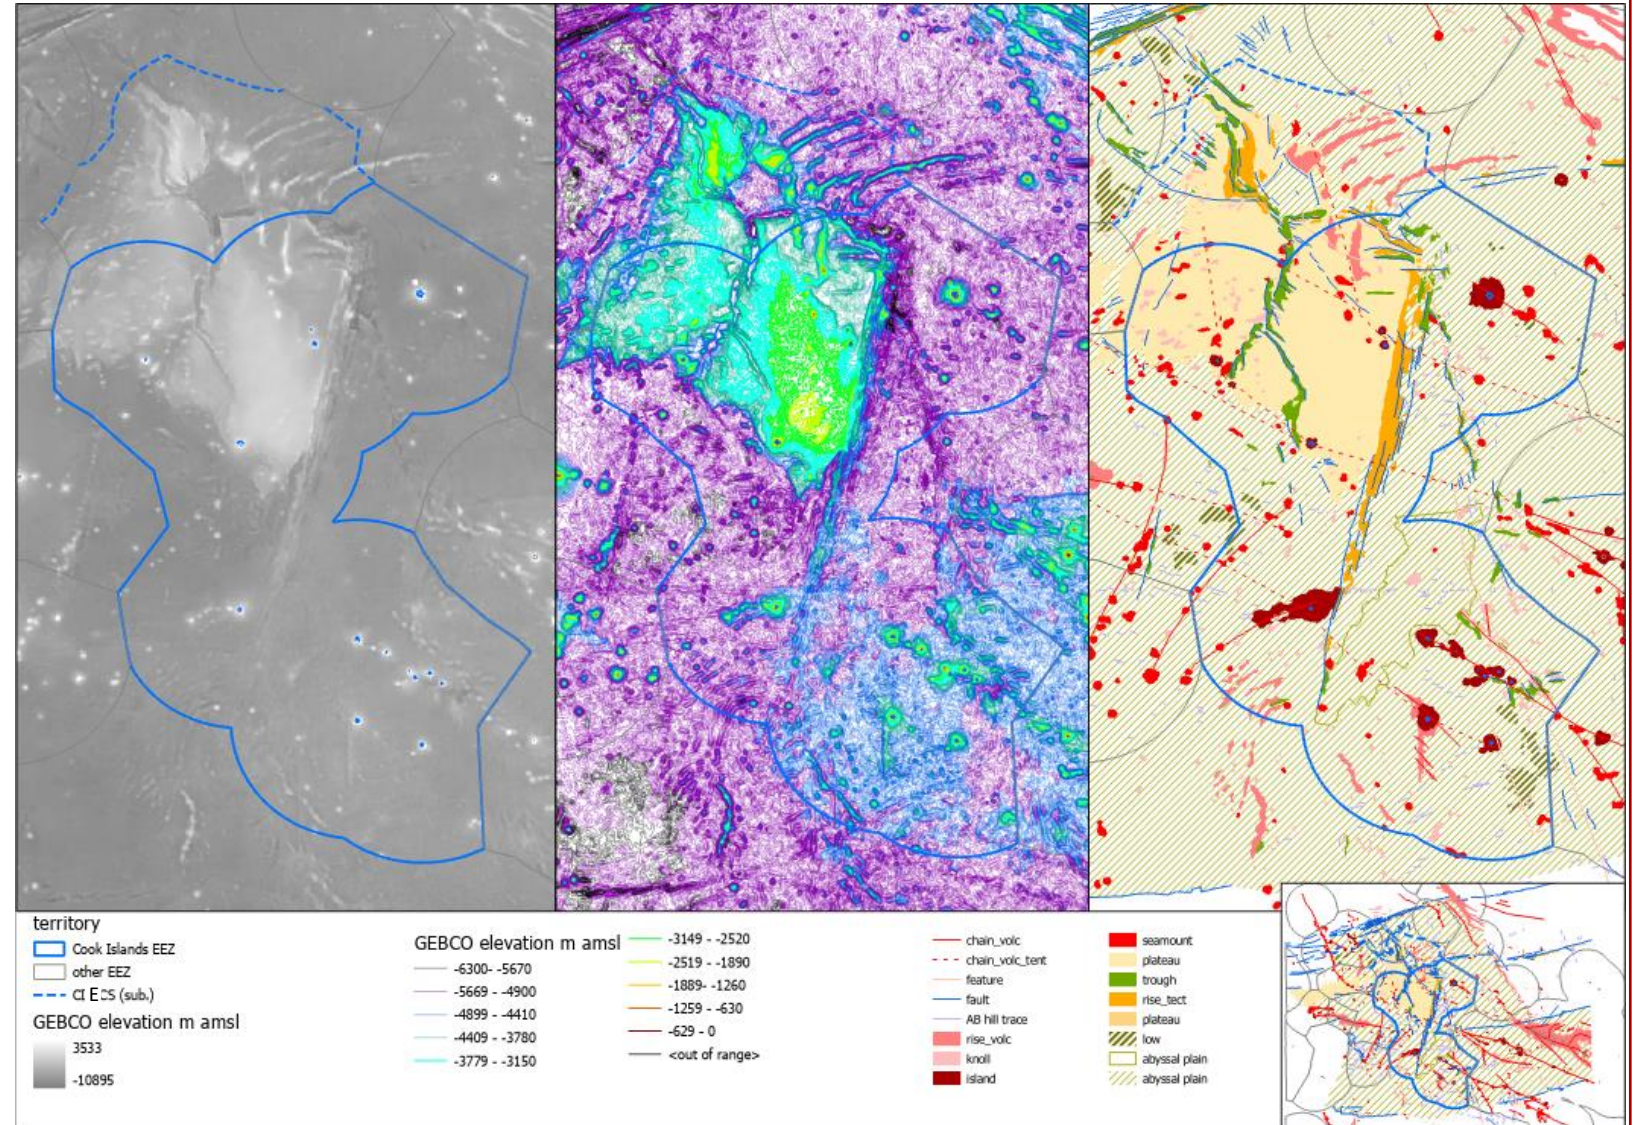 territory
Cook Islands EEZ
other EEZ
CI ECS (sub.)
GEBCO elevation m amsl
3533
-10895
GEBCO elevation m amsl
-6300- -5670
-5669 - -4900
-4899 - -4410
-4409 - -3780
-3779 - -3150
-3149 - -2520
-2519 - -1890
-1889- -1260
-1259 - -630
-629 - 0
<out of range>
chain_volc
chain_volc_tent
feature
fault
AB hill trace
rise_volc
knoll
island
seamount
plateau
trough
rise_tect
plateau
low
abyssal plain
abyssal plain